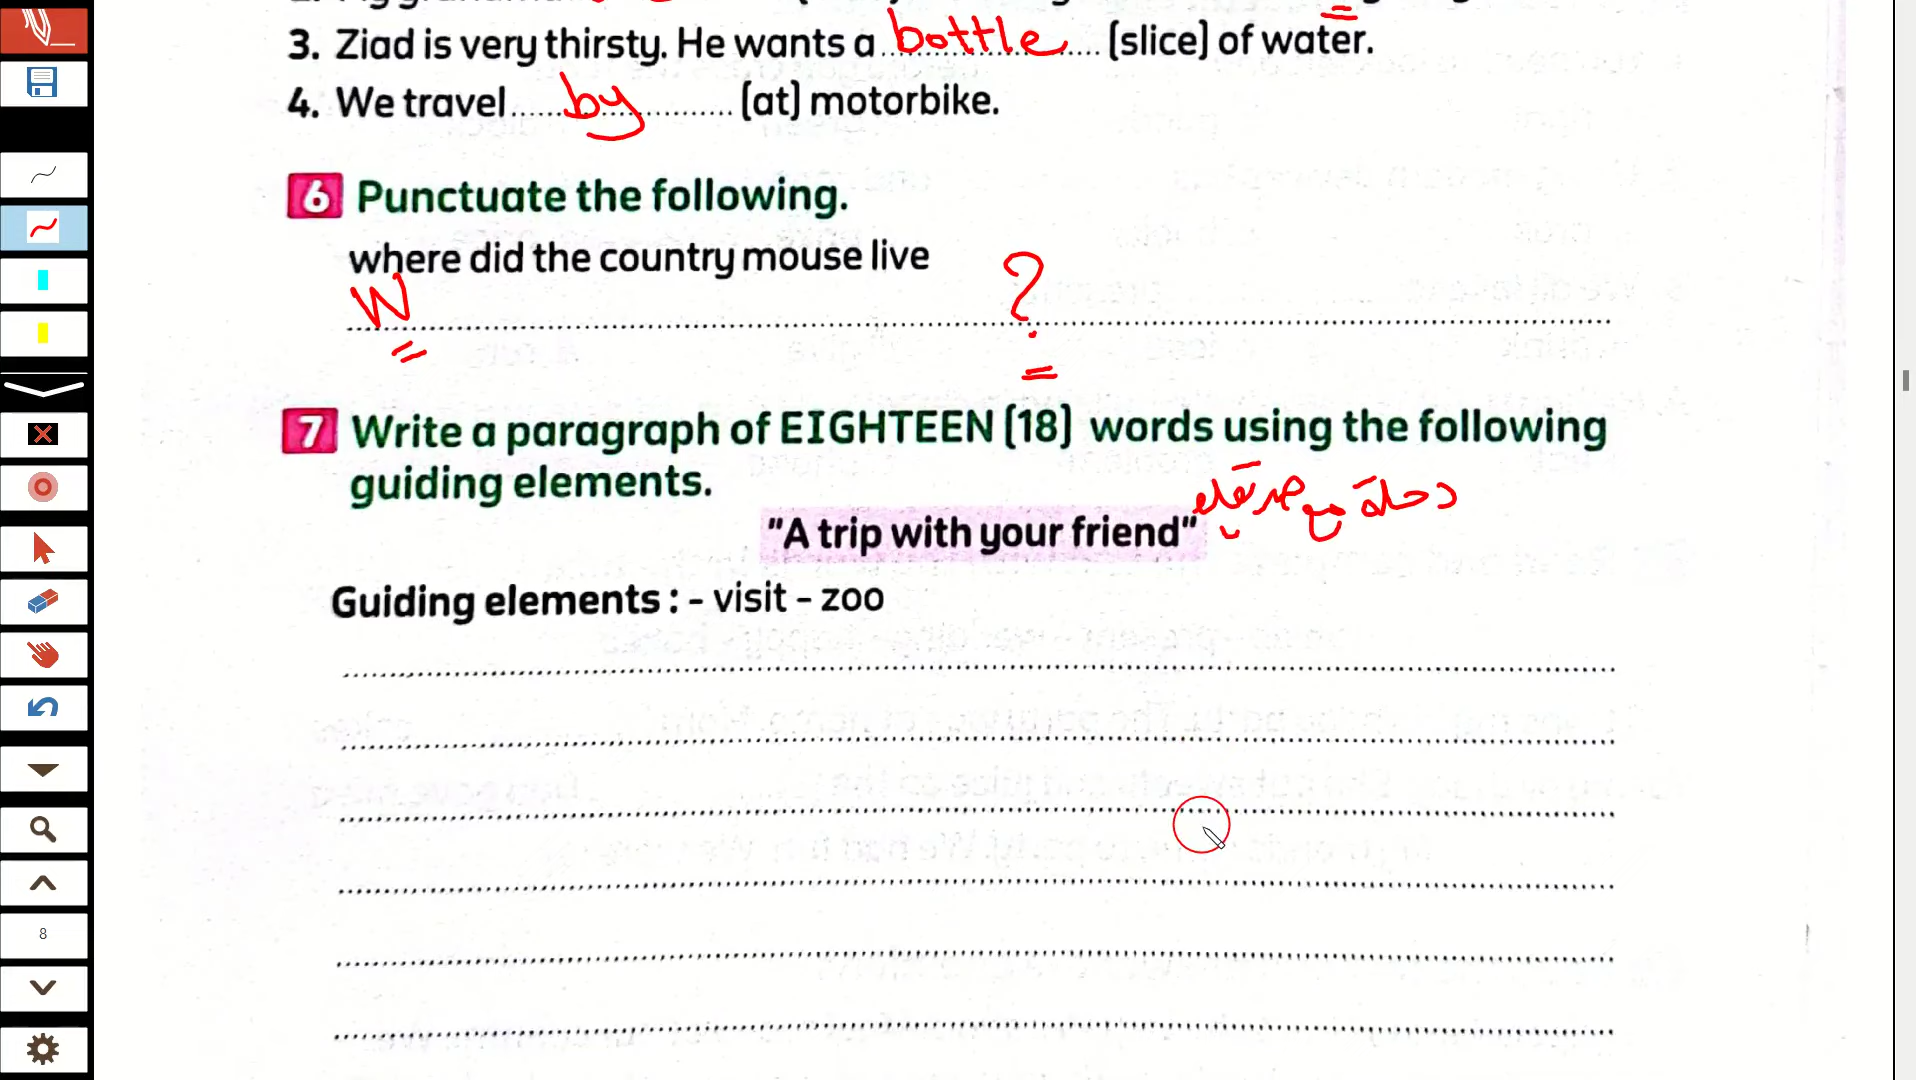 3. Ziad is very thirsty. He wants a bottle (slice) of water.
4. We travel by (at) motorbike.
6 Punctuate the following.
where did the country mouse live
W ?
7 Write a paragraph of EIGHTEEN (18) words using the following
guiding elements.
رحلة مع صديقك
"A trip with your friend"
Guiding elements : - visit - zoo
8